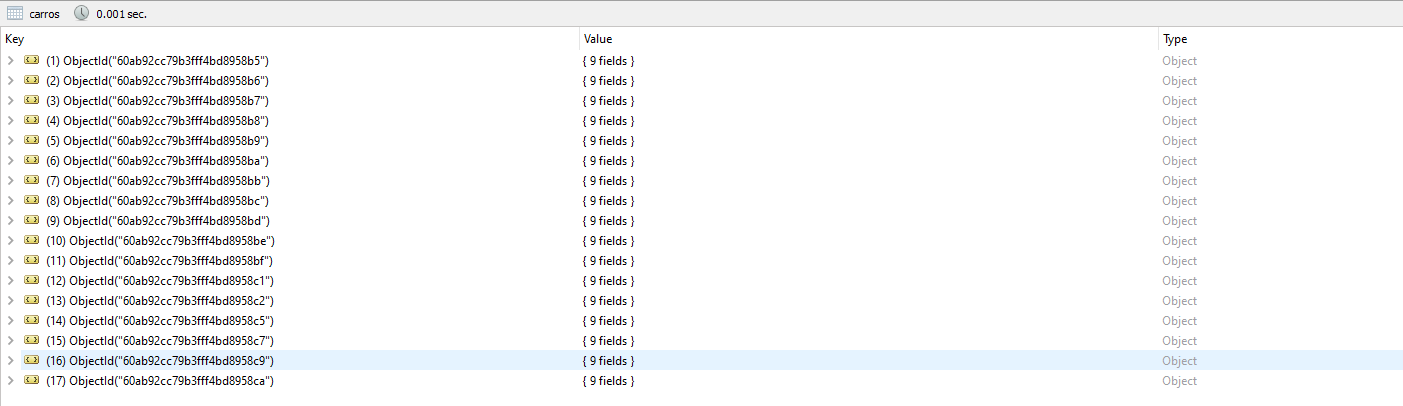 carros 0.001 sec.
Key Value Type
(1) ObjectId("60ab92cc79b3fff4bd8958b5") { 9 fields } Object
(2) ObjectId("60ab92cc79b3fff4bd8958b6") { 9 fields } Object
(3) ObjectId("60ab92cc79b3fff4bd8958b7") { 9 fields } Object
(4) ObjectId("60ab92cc79b3fff4bd8958b8") { 9 fields } Object
(5) ObjectId("60ab92cc79b3fff4bd8958b9") { 9 fields } Object
(6) ObjectId("60ab92cc79b3fff4bd8958ba") { 9 fields } Object
(7) ObjectId("60ab92cc79b3fff4bd8958bb") { 9 fields } Object
(8) ObjectId("60ab92cc79b3fff4bd8958bc") { 9 fields } Object
(9) ObjectId("60ab92cc79b3fff4bd8958bd") { 9 fields } Object
(10) ObjectId("60ab92cc79b3fff4bd8958be") { 9 fields } Object
(11) ObjectId("60ab92cc79b3fff4bd8958bf") { 9 fields } Object
(12) ObjectId("60ab92cc79b3fff4bd8958c1") { 9 fields } Object
(13) ObjectId("60ab92cc79b3fff4bd8958c2") { 9 fields } Object
(14) ObjectId("60ab92cc79b3fff4bd8958c5") { 9 fields } Object
(15) ObjectId("60ab92cc79b3fff4bd8958c7") { 9 fields } Object
(16) ObjectId("60ab92cc79b3fff4bd8958c9") { 9 fields } Object
(17) ObjectId("60ab92cc79b3fff4bd8958ca") { 9 fields } Object